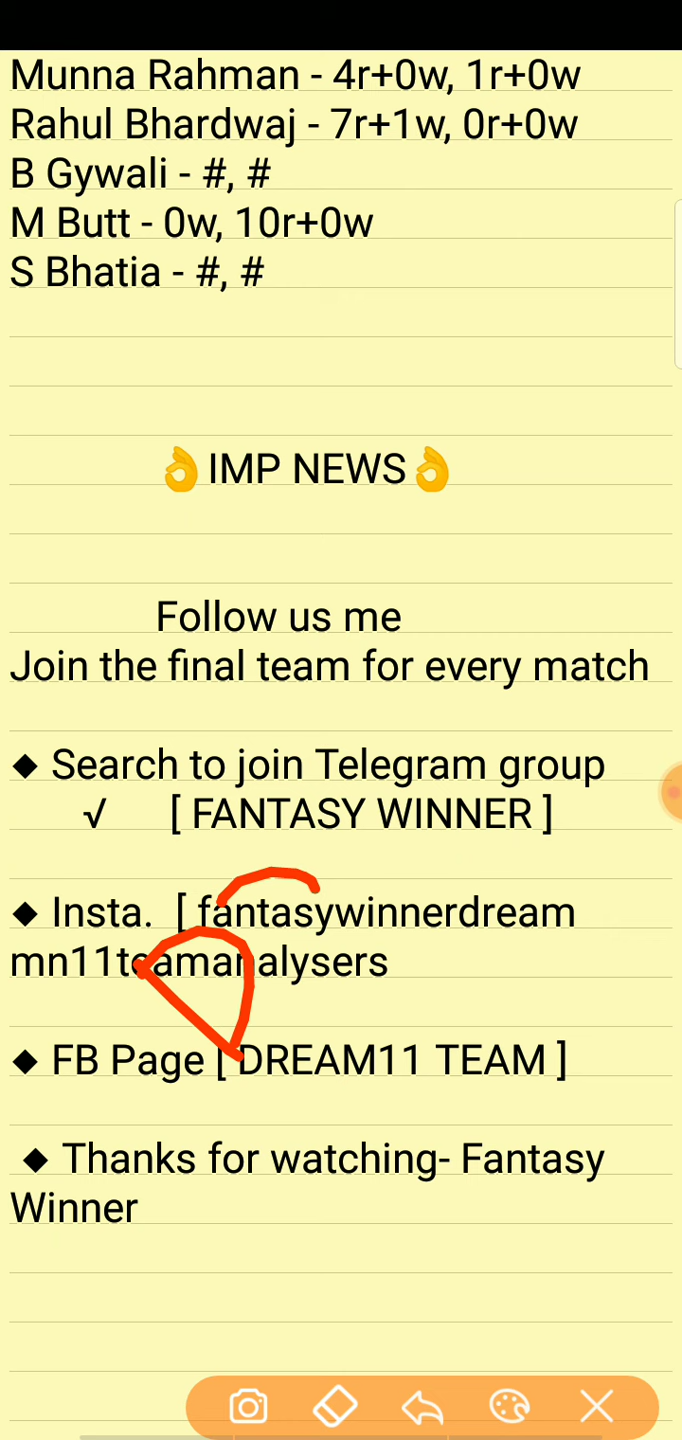 Munna Rahman - 4r+0w, 1r+0w
Rahul Bhardwaj - 7r+1w, 0r+0w
B Gywali - #, #
M Butt - 0w, 10r+0w
S Bhatia - #, #
👌IMP NEWS👌
Follow us me
Join the final team for every match
◆ Search to join Telegram group
√ [ FANTASY WINNER ]
◆ Insta. [ fantasywinnerdream
mn11teamanalysers
◆ FB Page [ DREAM11 TEAM ]
◆ Thanks for watching- Fantasy
Winner